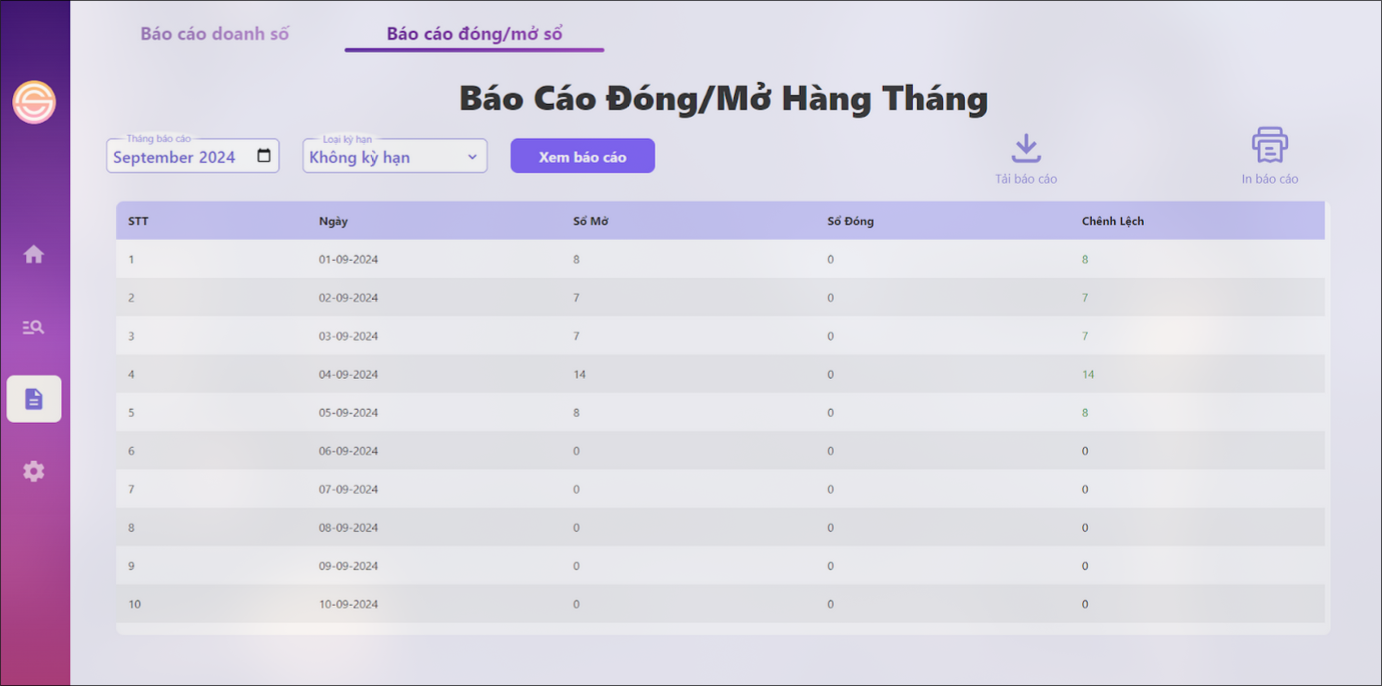 Báo cáo doanh số Báo cáo đóng/mở sổ
Báo Cáo Đóng/Mở Hàng Tháng
Tháng báo cáo Loại kỳ hạn
September 2024 Không kỳ hạn Xem báo cáo
Tải báo cáo In báo cáo
STT Ngày Sổ Mở Sổ Đóng Chênh Lệch
1 01-09-2024 8 0 8
2 02-09-2024 7 0 7
3 03-09-2024 7 0 7
4 04-09-2024 14 0 14
5 05-09-2024 8 0 8
6 06-09-2024 0 0 0
7 07-09-2024 0 0 0
8 08-09-2024 0 0 0
9 09-09-2024 0 0 0
10 10-09-2024 0 0 0